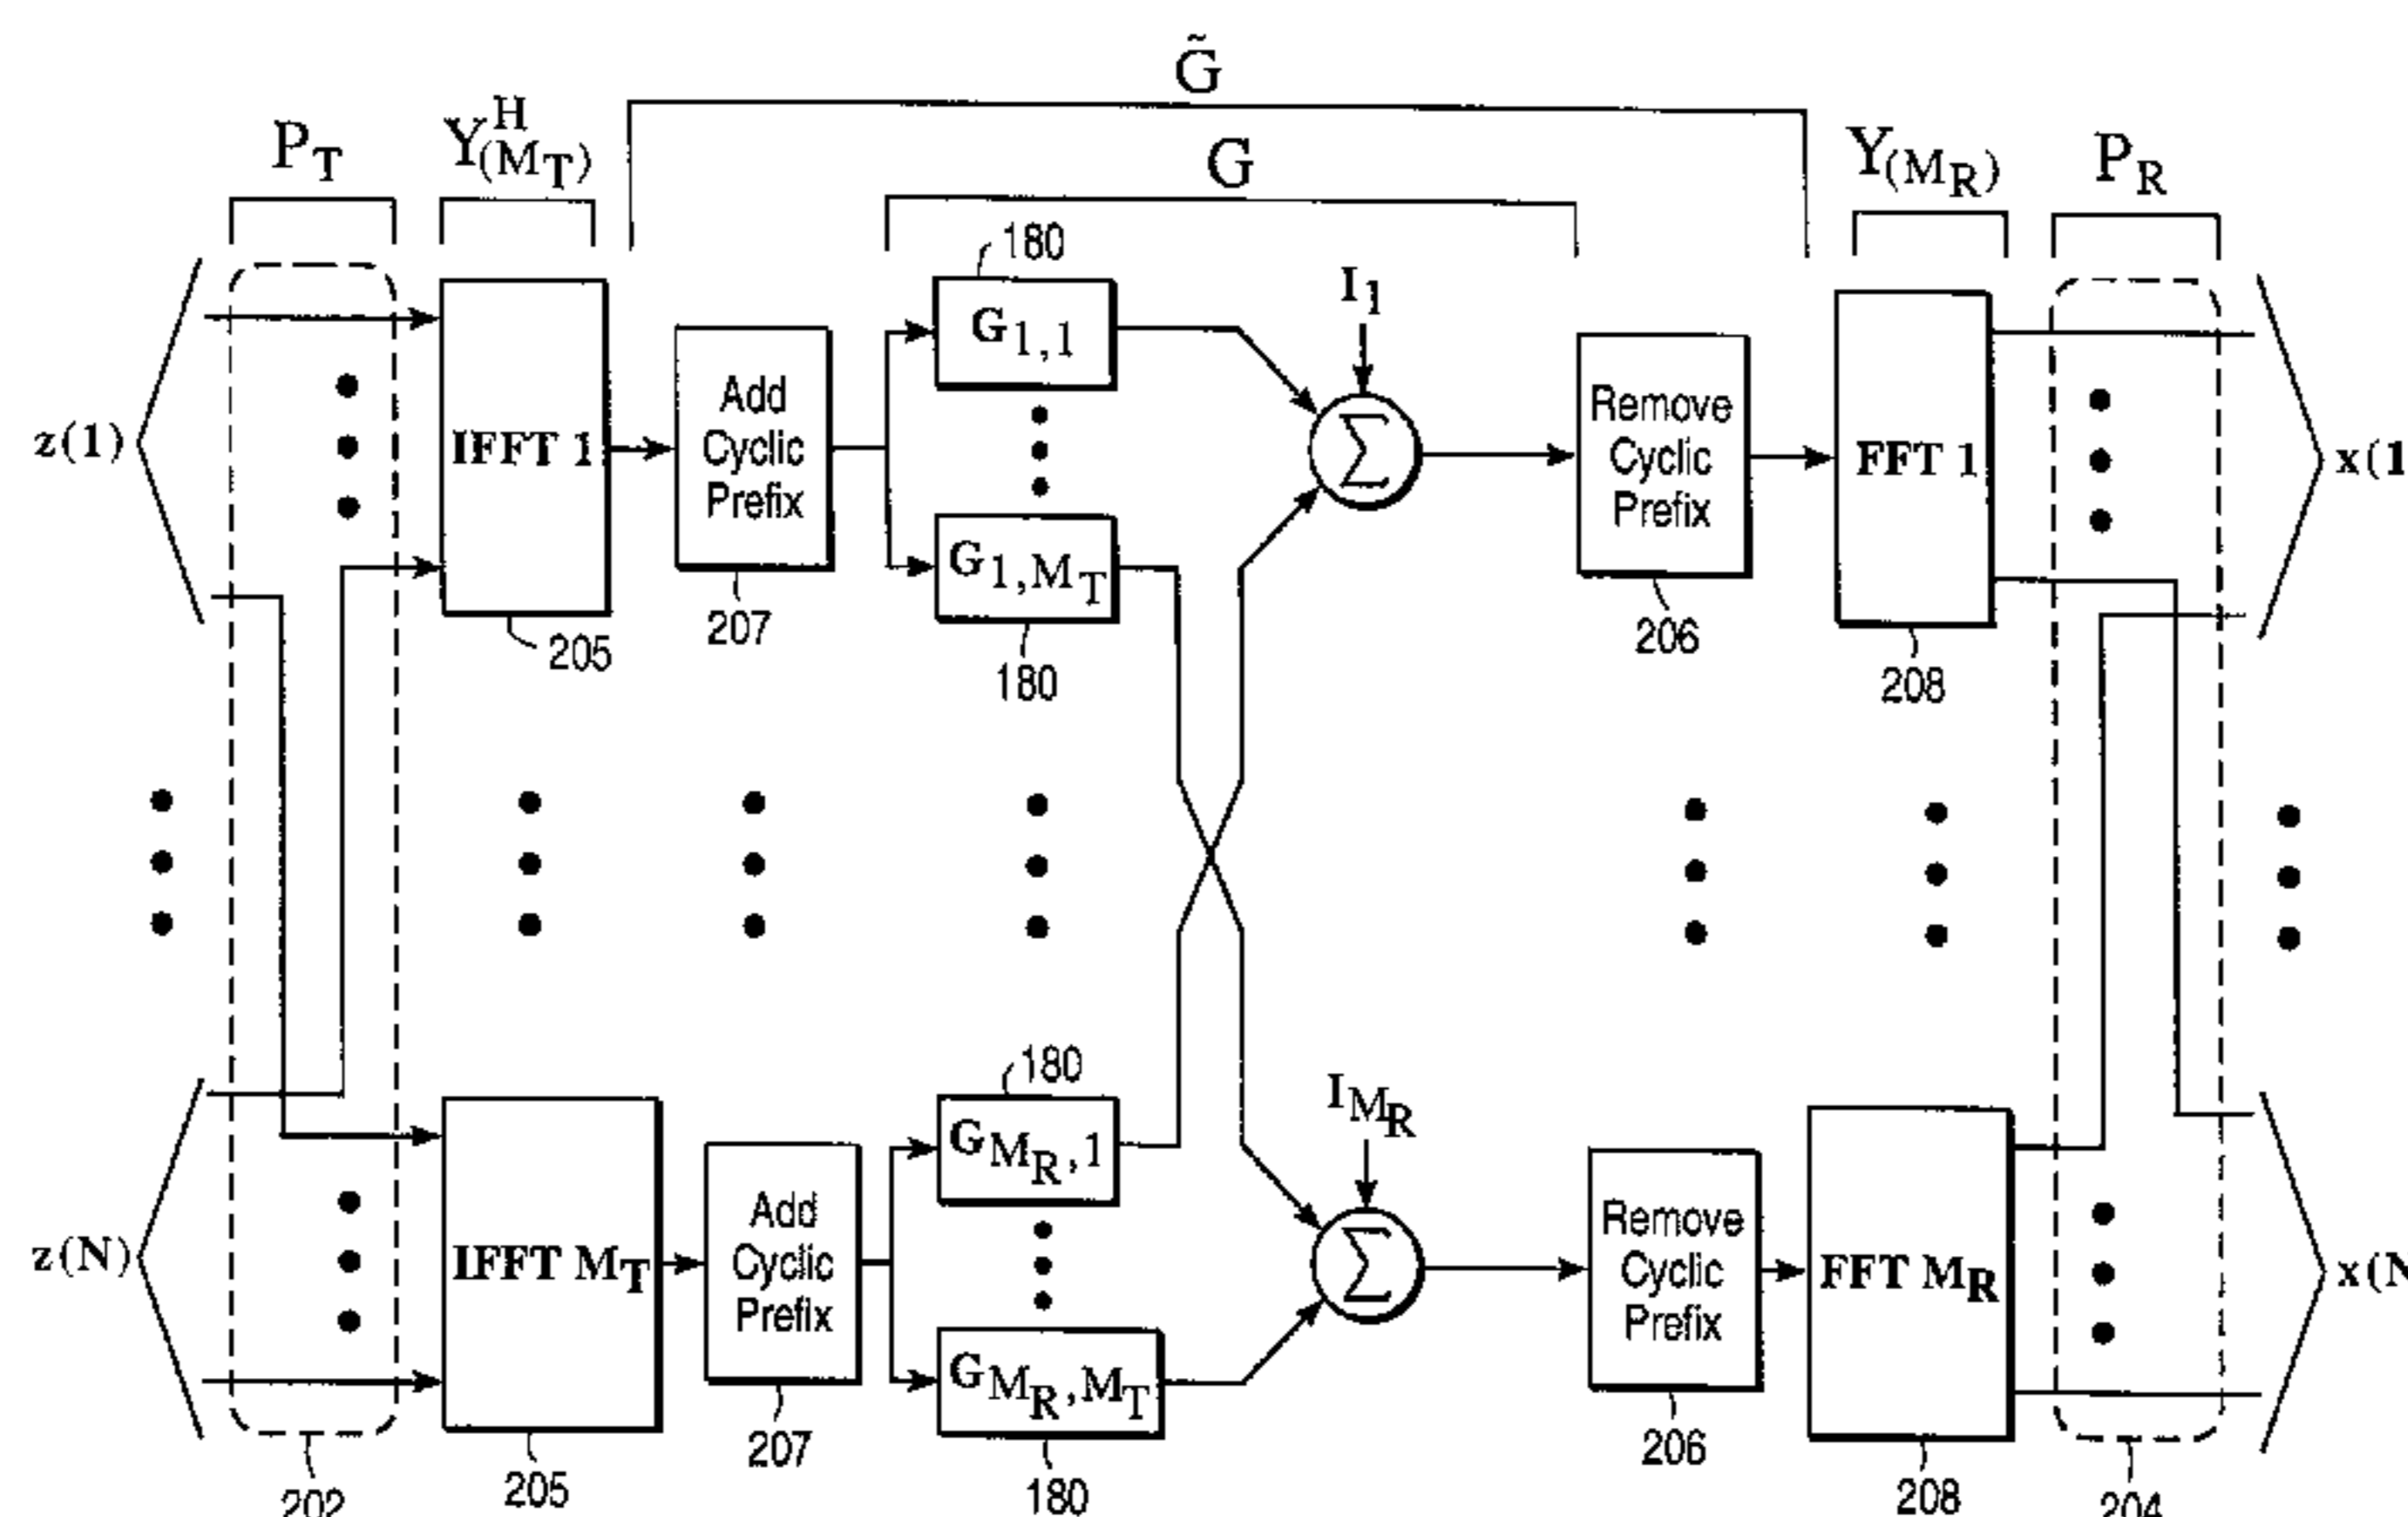 G̃
P_T
Y^H_(M_T)
G
Y_(M_R)
P_R
180
I_1
G_1,1
z(1)
IFFT 1
Add Cyclic Prefix
Remove Cyclic Prefix
FFT 1
x(1
G_1,M_T
205
207
180
206
208
180
I_M_R
G_M_R,1
z(N)
IFFT M_T
Add Cyclic Prefix
Remove Cyclic Prefix
FFT M_R
x(N
G_M_R,M_T
202
205
207
180
206
208
204